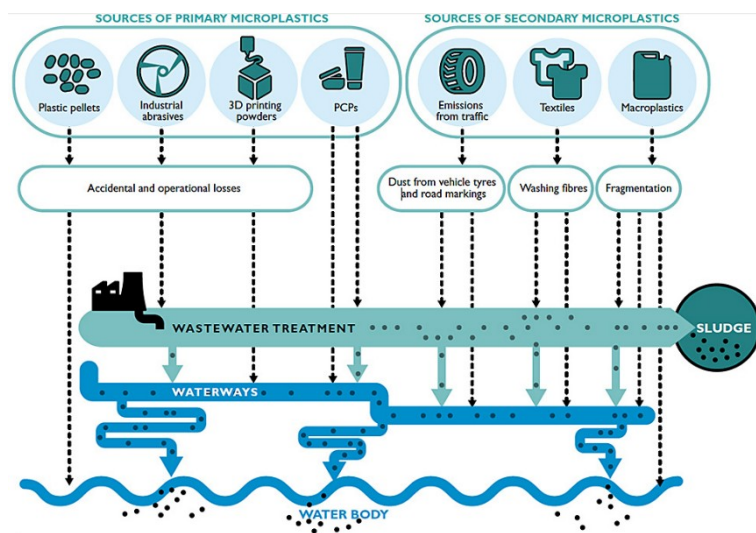 SOURCES OF PRIMARY MICROPLASTICS
SOURCES OF SECONDARY MICROPLASTICS
Plastic pellets
Industrial
abrasives
3D printing
powders
PCPs
Emissions
from traffic
Textiles
Macroplastics
Accidental and operational losses
Dust from vehicle tyres
and road markings
Washing fibres
Fragmentation
WASTEWATER TREATMENT
SLUDGE
WATERWAYS
WATER BODY